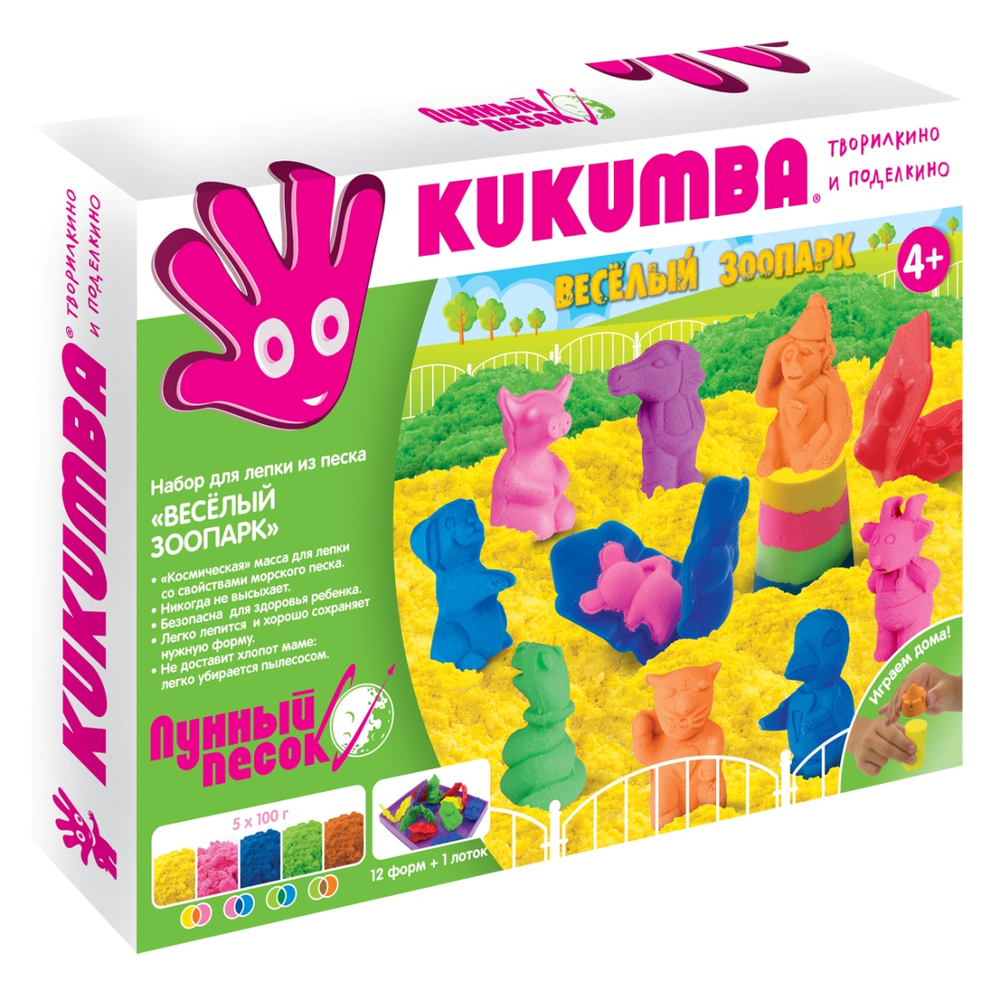 Лунный
песок
KUKUMBA®
творилкино
и поделкино
ВЕСЁЛЫЙ ЗООПАРК
4+
Набор для лепки из песка
«ВЕСЁЛЫЙ
ЗООПАРК»
• «Космическая» масса для лепки
со свойствами морского песка.
• Никогда не высыхает.
• Безопасна для здоровья ребенка.
• Легко лепится и хорошо сохраняет
нужную форму.
• Не доставит хлопот маме:
легко убирается пылесосом.
Лунный
песок
5 x 100 г
12 форм + 1 лоток
Играем дома!
KUKUMBA®
творилкино
и поделкино